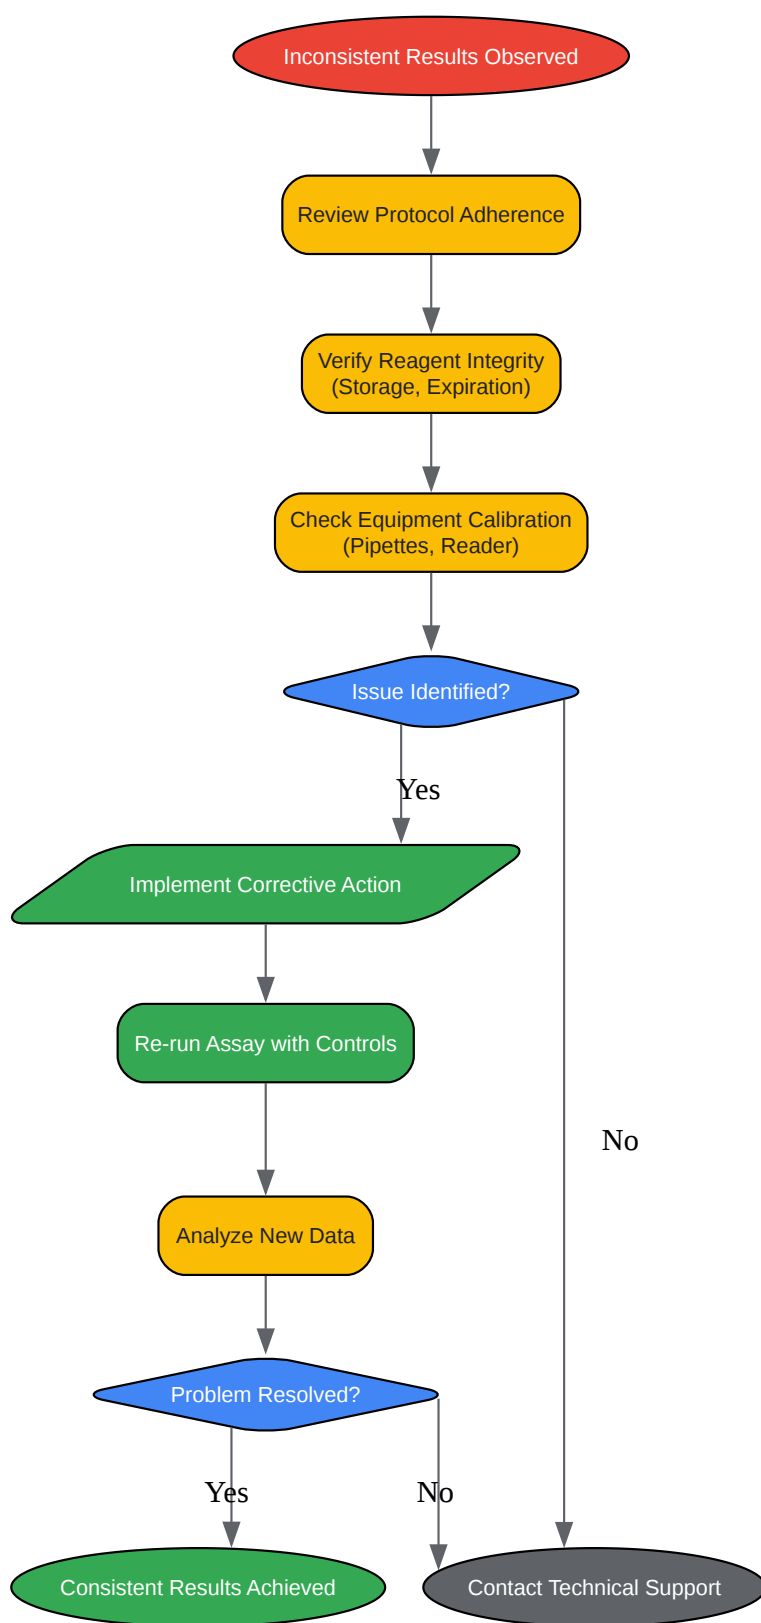 Inconsistent Results Observed
Review Protocol Adherence
Verify Reagent Integrity
(Storage, Expiration)
Check Equipment Calibration
(Pipettes, Reader)
Issue Identified?
Yes
Implement Corrective Action
Re-run Assay with Controls
No
Analyze New Data
Problem Resolved?
Yes
No
Consistent Results Achieved
Contact Technical Support